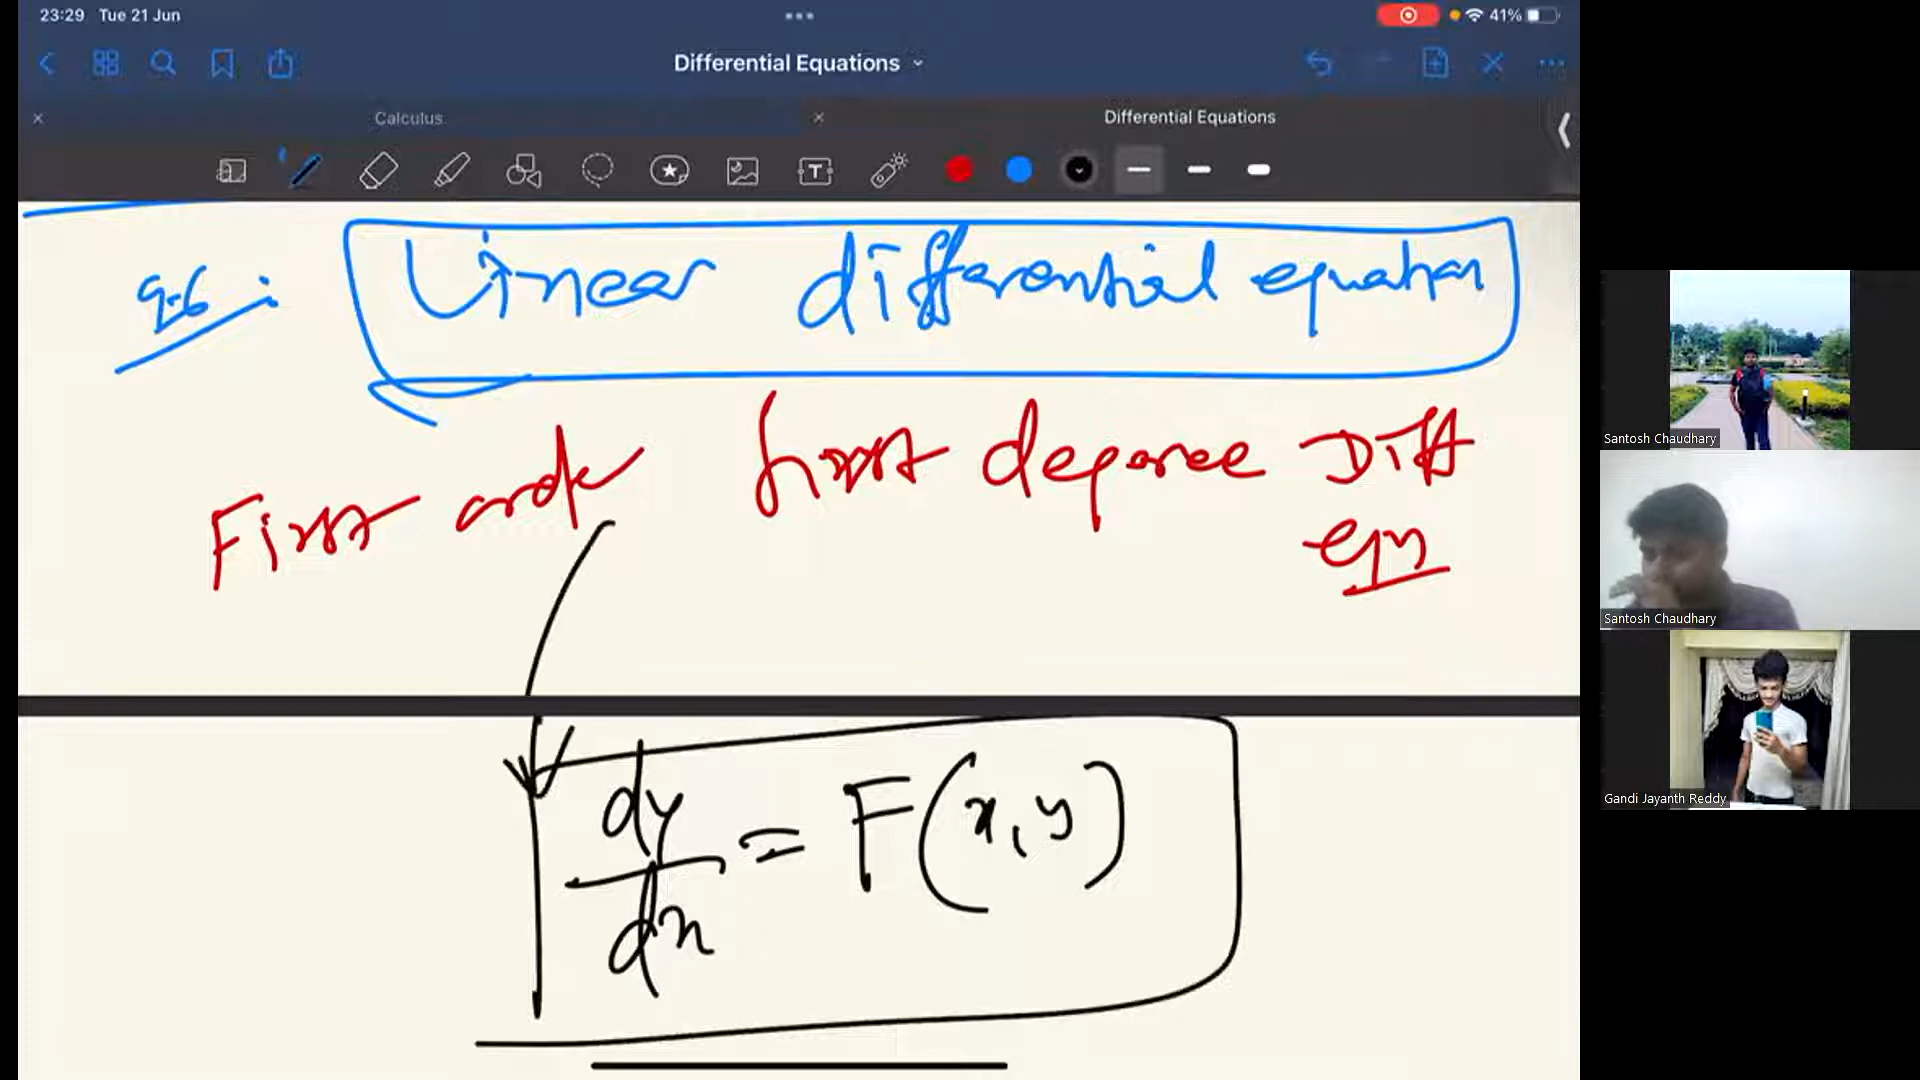 23:29 Tue 21 Jun
41%
Differential Equations
Calculus
Differential Equations
9.6 : Linear differential equation
First order first degree Diff
eqn
dy/dx = F(x, y)
Santosh Chaudhary
Santosh Chaudhary
Gandi Jayanth Reddy